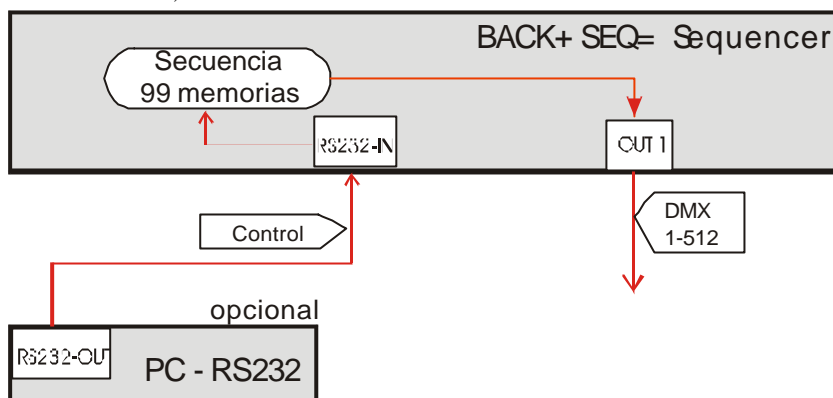 BACK+ SEQ= Sequencer
Secuencia
99 memorias
RS232-IN
OUT 1
Control
DMX
1-512
opcional
RS232-OUT
PC - RS232